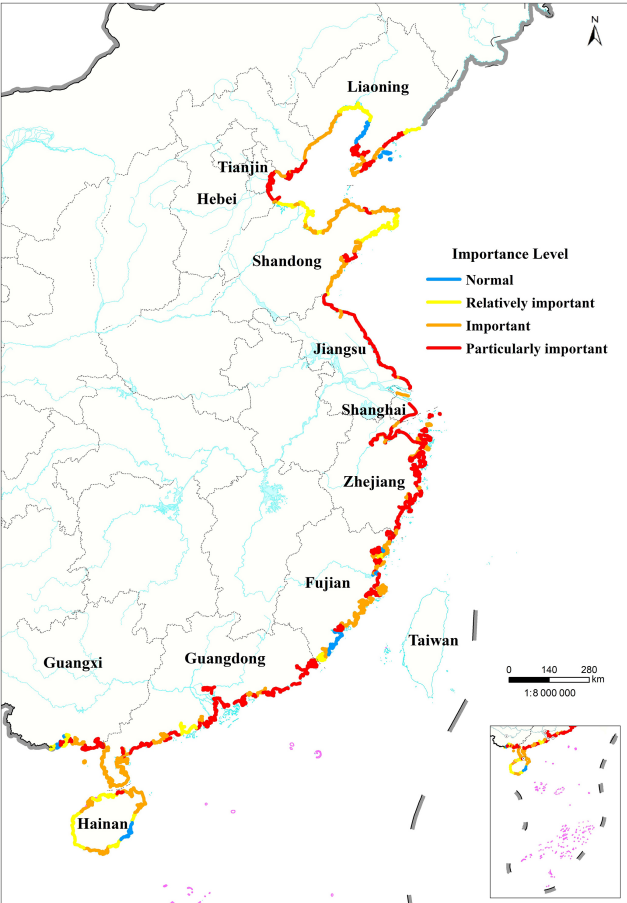 N
Liaoning
Tianjin
Hebei
Shandong
Importance Level
Normal
Relatively important
Important
Particularly important
Jiangsu
Shanghai
Zhejiang
Fujian
Taiwan
Guangxi
Guangdong
0 140 280
km
1:8 000 000
Hainan